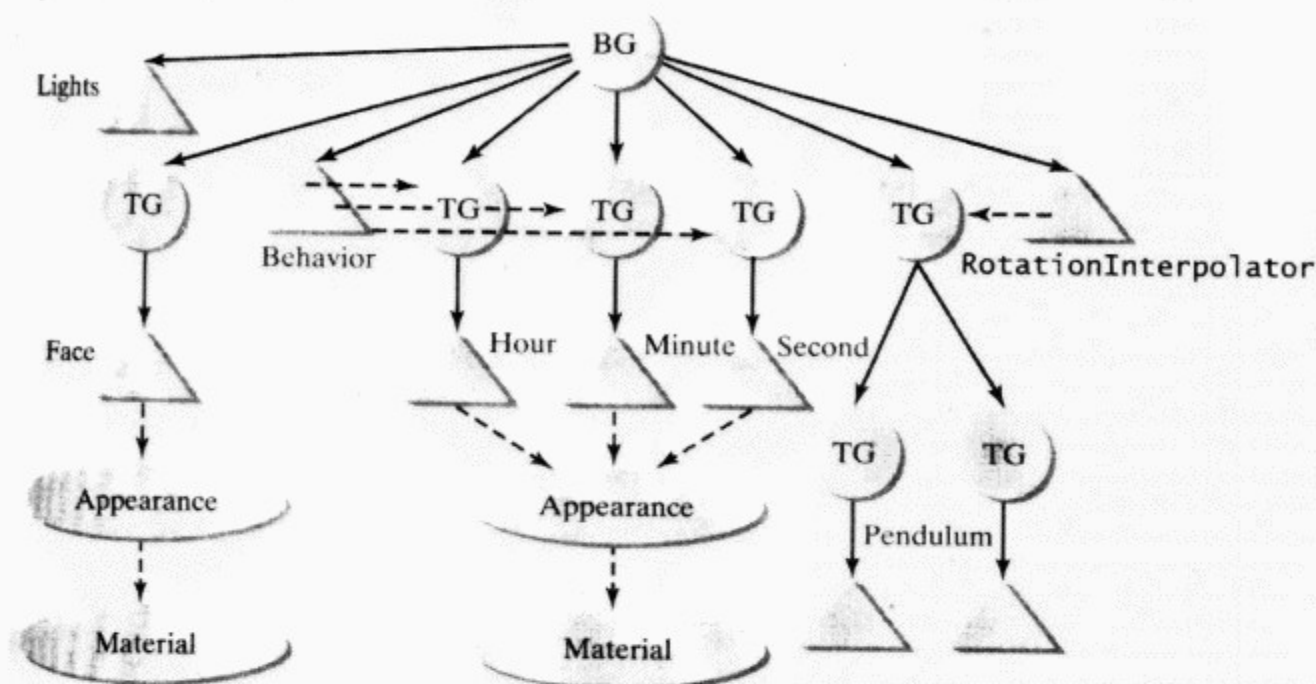 BG
Lights
TG
TG
TG
TG
TG
Behavior
RotationInterpolator
Face
Hour
Minute
Second
TG
TG
Appearance
Appearance
Pendulum
Material
Material